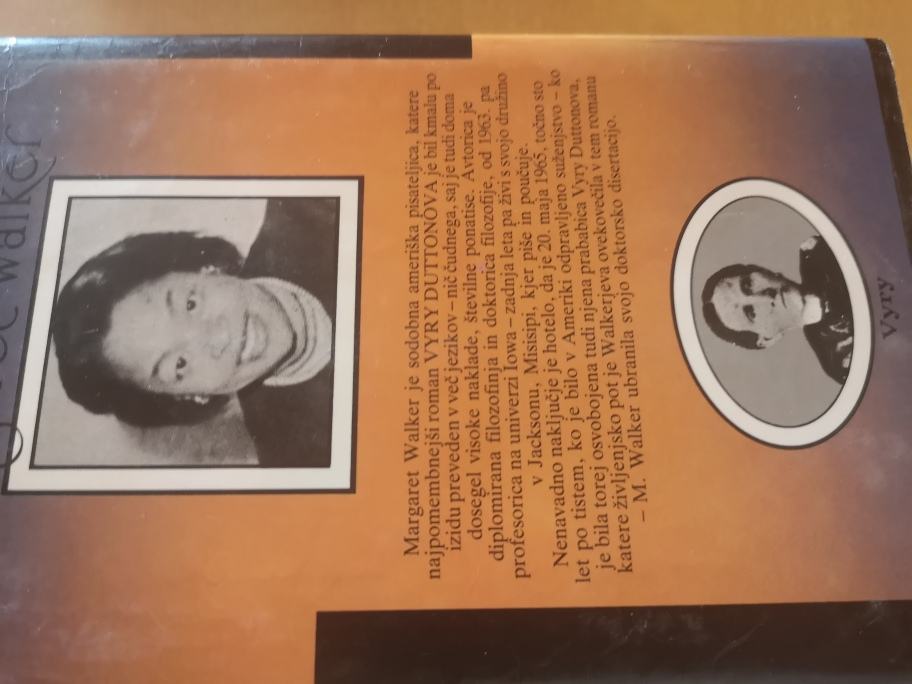 walker
Margaret Walker je sodobna ameriška pisateljica, katere
najpomembnejši roman VYRY DUTTONOVA je bil kmalu po
izidu preveden v več jezikov – nič čudnega, saj je tudi doma
dosegel visoke naklade, številne ponatise. Avtorica je
diplomirana filozofinja in doktorica filozofije, od 1963. pa
profesorica na univerzi Iowa – zadnja leta pa živi s svojo družino
v Jacksonu, Misisipi, kjer piše in poučuje.
Nenavadno naključje je hotelo, da je 20. maja 1965, točno sto
let po tistem, ko je bilo v Ameriki odpravljeno suženjstvo – ko
je bila torej osvobojena tudi njena prababica Vyry Duttonova,
katere življenjsko pot je Walkerjeva ovekovečila v tem romanu
– M. Walker ubranila svojo doktorsko disertacijo.
Vyry